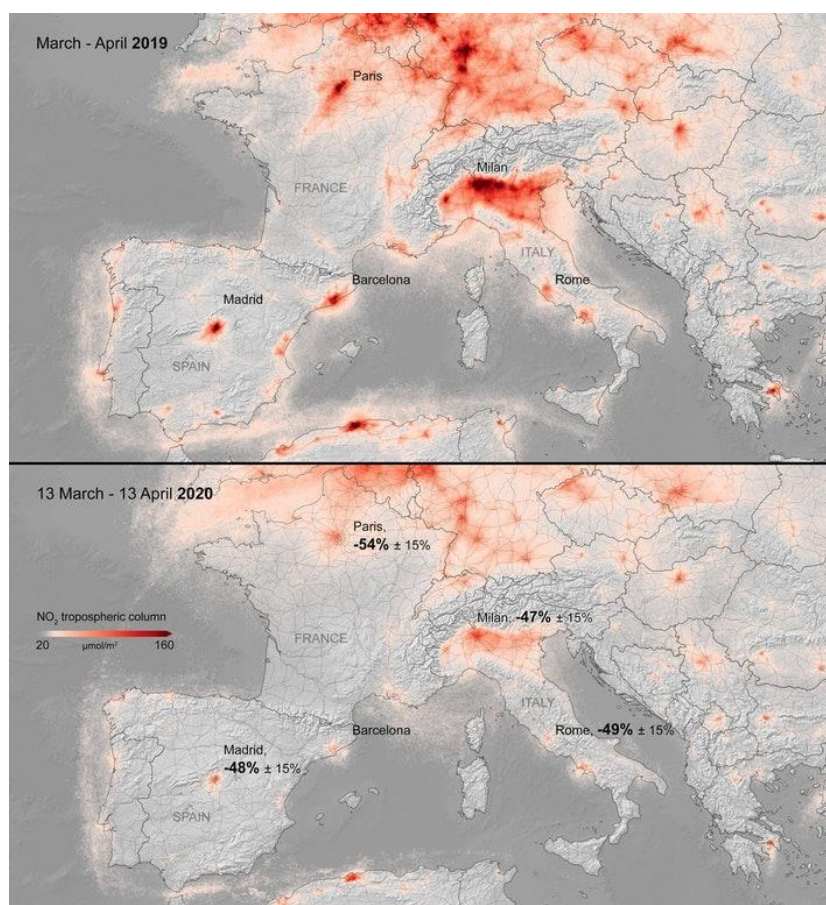 March - April 2019
Paris
FRANCE
Milan
ITALY
Barcelona
Rome
Madrid
SPAIN
13 March - 13 April 2020
Paris,
-54% ± 15%
NO₂ tropospheric column
20 µmol/m² 160
FRANCE
Milan: -47% ± 15%
ITALY
Barcelona
Rome, -49% ± 15%
Madrid,
-48% ± 15%
SPAIN